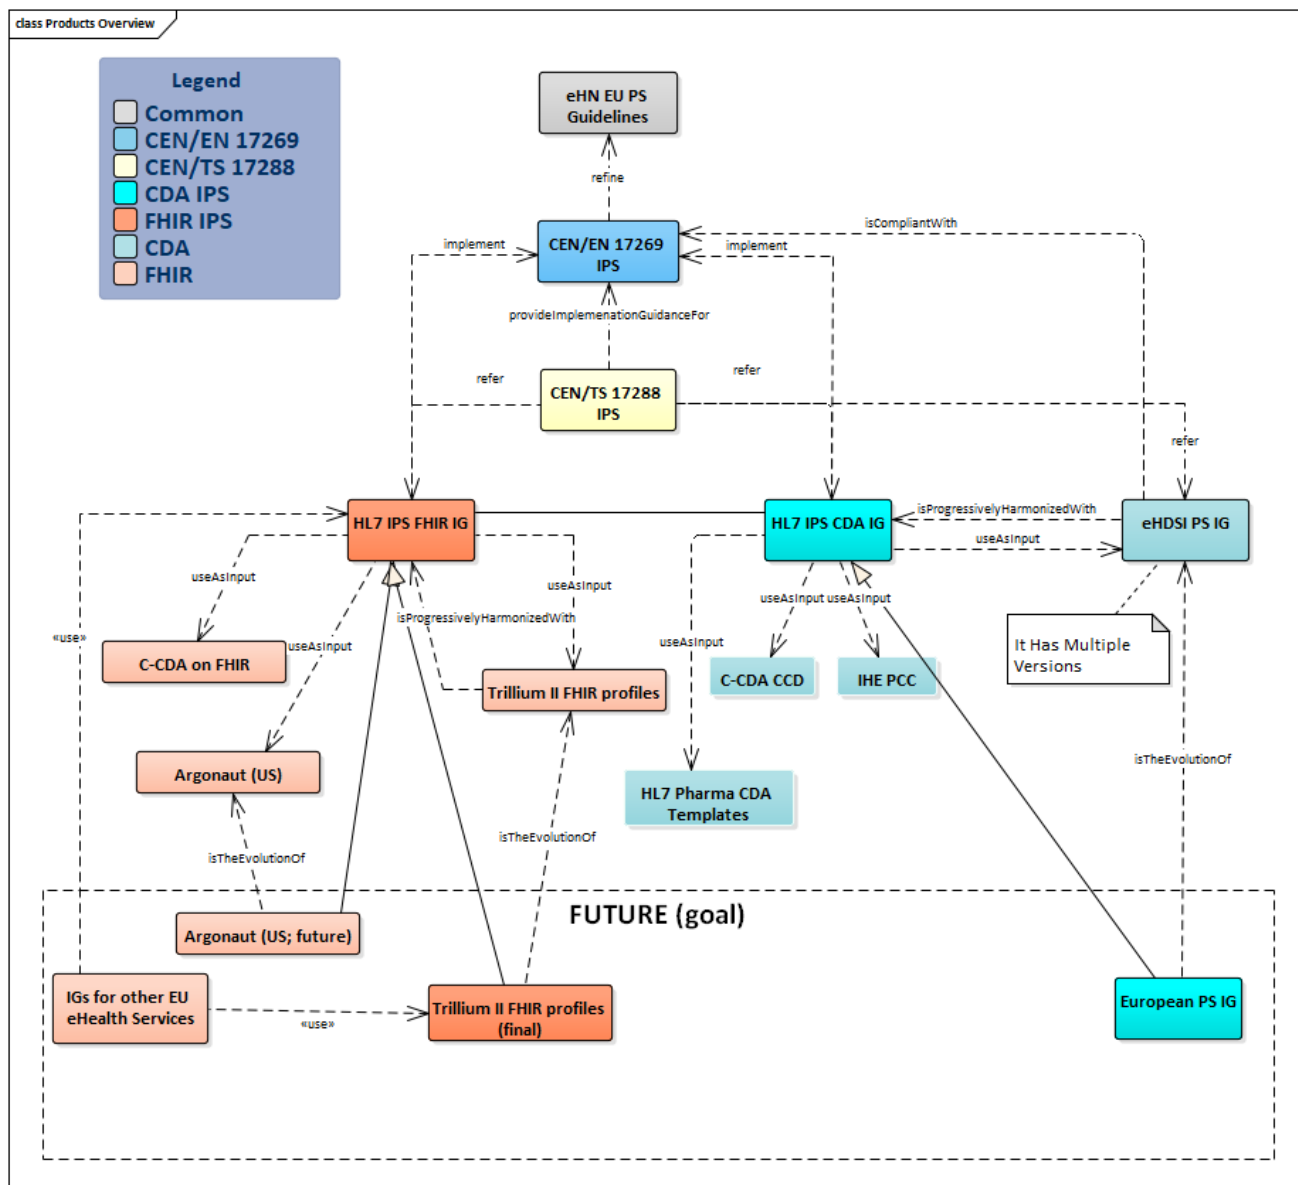 class Products Overview
Legend
Common
CEN/EN 17269
CEN/TS 17288
CDA IPS
FHIR IPS
CDA
FHIR
eHN EU PS
Guidelines
refine
isCompliantWith
implement
CEN/EN 17269
IPS
implement
provideImplemenationGuidanceFor
refer
CEN/TS 17288
IPS
refer
refer
HL7 IPS FHIR IG
HL7 IPS CDA IG
isProgressivelyHarmonizedWith
eHDSI PS IG
useAsInput
useAsInput
useAsInput
useAsInput
useAsInput
isProgressivelyHarmonizedWith
«use»
useAsInput
useAsInput
It Has Multiple
Versions
C-CDA on FHIR
Trillium II FHIR profiles
C-CDA CCD
IHE PCC
Argonaut (US)
HL7 Pharma CDA
Templates
isTheEvolutionOf
isTheEvolutionOf
isTheEvolutionOf
FUTURE (goal)
Argonaut (US; future)
IGs for other EU
eHealth Services
«use»
Trillium II FHIR profiles
(final)
European PS IG